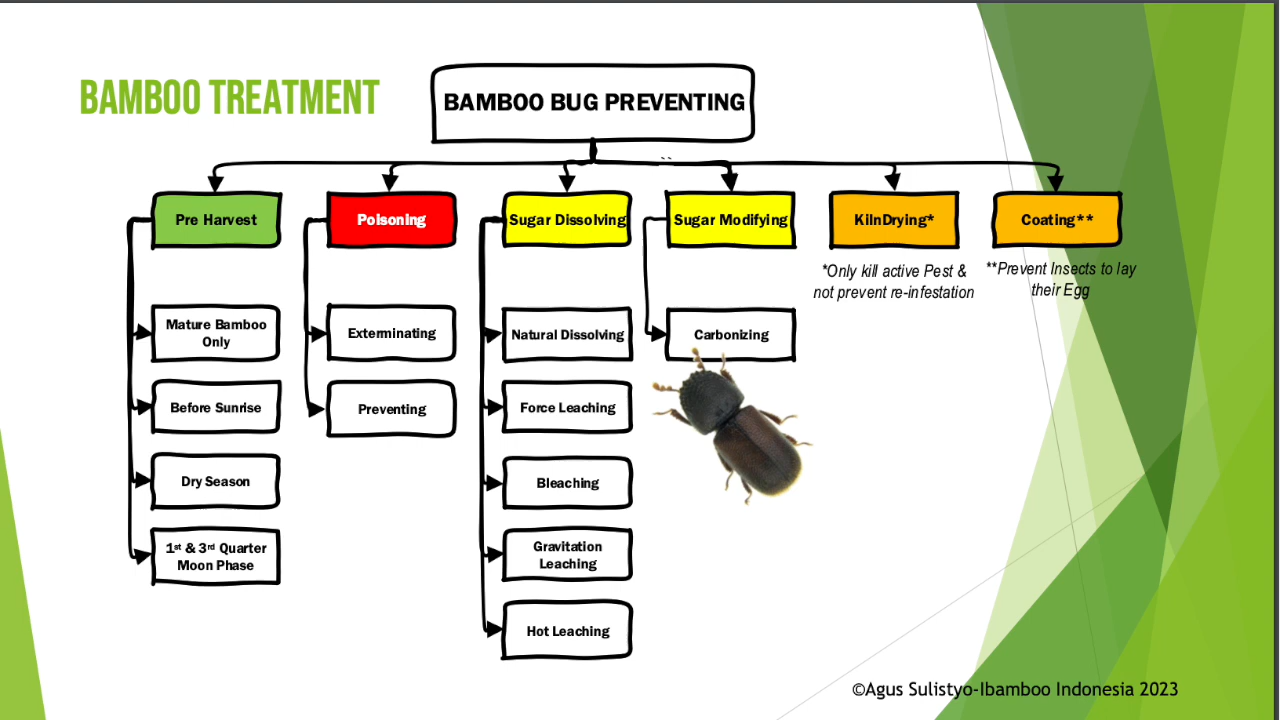 BAMBOO TREATMENT
BAMBOO BUG PREVENTING
Pre Harvest
Poisoning
Sugar Dissolving
Sugar Modifying
KilnDrying*
Coating**
*Only kill active Pest &
not prevent re-infestation
**Prevent Insects to lay
their Egg
Mature Bamboo
Only
Before Sunrise
Dry Season
1st & 3rd Quarter
Moon Phase
Exterminating
Preventing
Natural Dissolving
Force Leaching
Bleaching
Gravitation
Leaching
Hot Leaching
Carbonizing
©Agus Sulistyo-Ibamboo Indonesia 2023